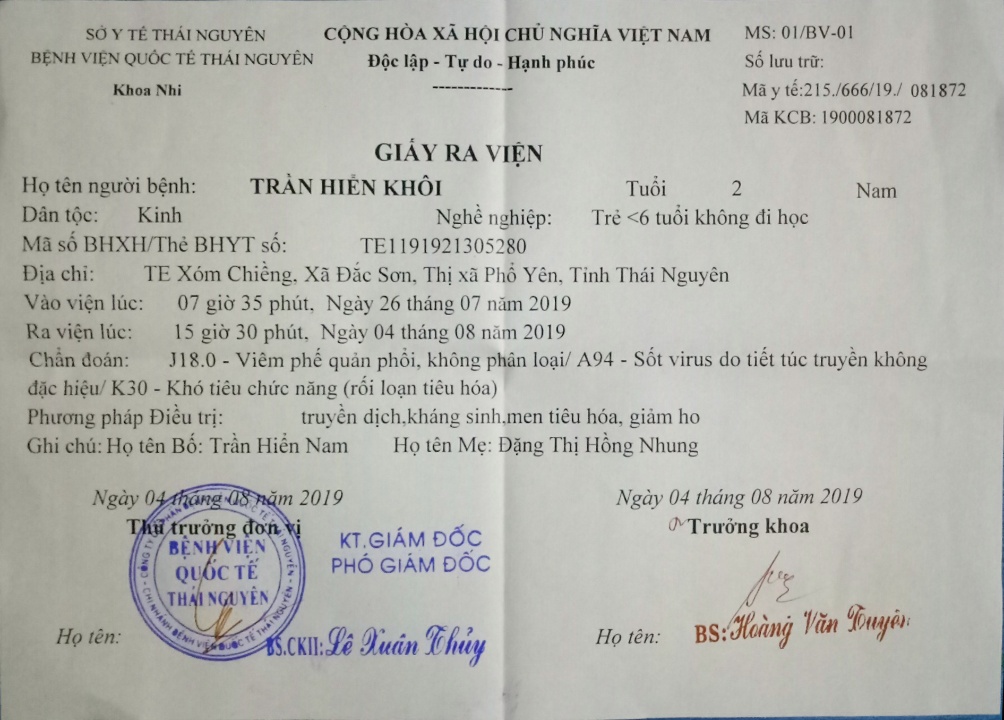 SỞ Y TẾ THÁI NGUYÊN
BỆNH VIỆN QUỐC TẾ THÁI NGUYÊN
Khoa Nhi
CỘNG HÒA XÃ HỘI CHỦ NGHĨA VIỆT NAM
Độc lập - Tự do - Hạnh phúc
-------------
MS: 01/BV-01
Số lưu trữ:
Mã y tế:215./666/19./ 081872
Mã KCB: 1900081872
GIẤY RA VIỆN
Họ tên người bệnh: TRẦN HIỂN KHÔI Tuổi 2 Nam
Dân tộc: Kinh Nghề nghiệp: Trẻ <6 tuổi không đi học
Mã số BHXH/Thẻ BHYT số: TE1191921305280
Địa chỉ: TE Xóm Chiềng, Xã Đắc Sơn, Thị xã Phổ Yên, Tỉnh Thái Nguyên
Vào viện lúc: 07 giờ 35 phút, Ngày 26 tháng 07 năm 2019
Ra viện lúc: 15 giờ 30 phút, Ngày 04 tháng 08 năm 2019
Chẩn đoán: J18.0 - Viêm phế quản phổi, không phân loại/ A94 - Sốt virus do tiết túc truyền không
đặc hiệu/ K30 - Khó tiêu chức năng (rối loạn tiêu hóa)
Phương pháp Điều trị: truyền dịch,kháng sinh,men tiêu hóa, giảm ho
Ghi chú: Họ tên Bố: Trần Hiển Nam Họ tên Mẹ: Đặng Thị Hồng Nhung
Ngày 04 tháng 08 năm 2019
Thủ trưởng đơn vị
KT.GIÁM ĐỐC
PHÓ GIÁM ĐỐC
BỆNH VIỆN
QUỐC TẾ
THÁI NGUYÊN
CHI NHÁNH BỆNH VIỆN QUỐC TẾ THÁI NGUYÊN
Họ tên: BS.CKII: Lê Xuân Thủy
Ngày 04 tháng 08 năm 2019
Trưởng khoa
Họ tên: BS: Hoàng Văn